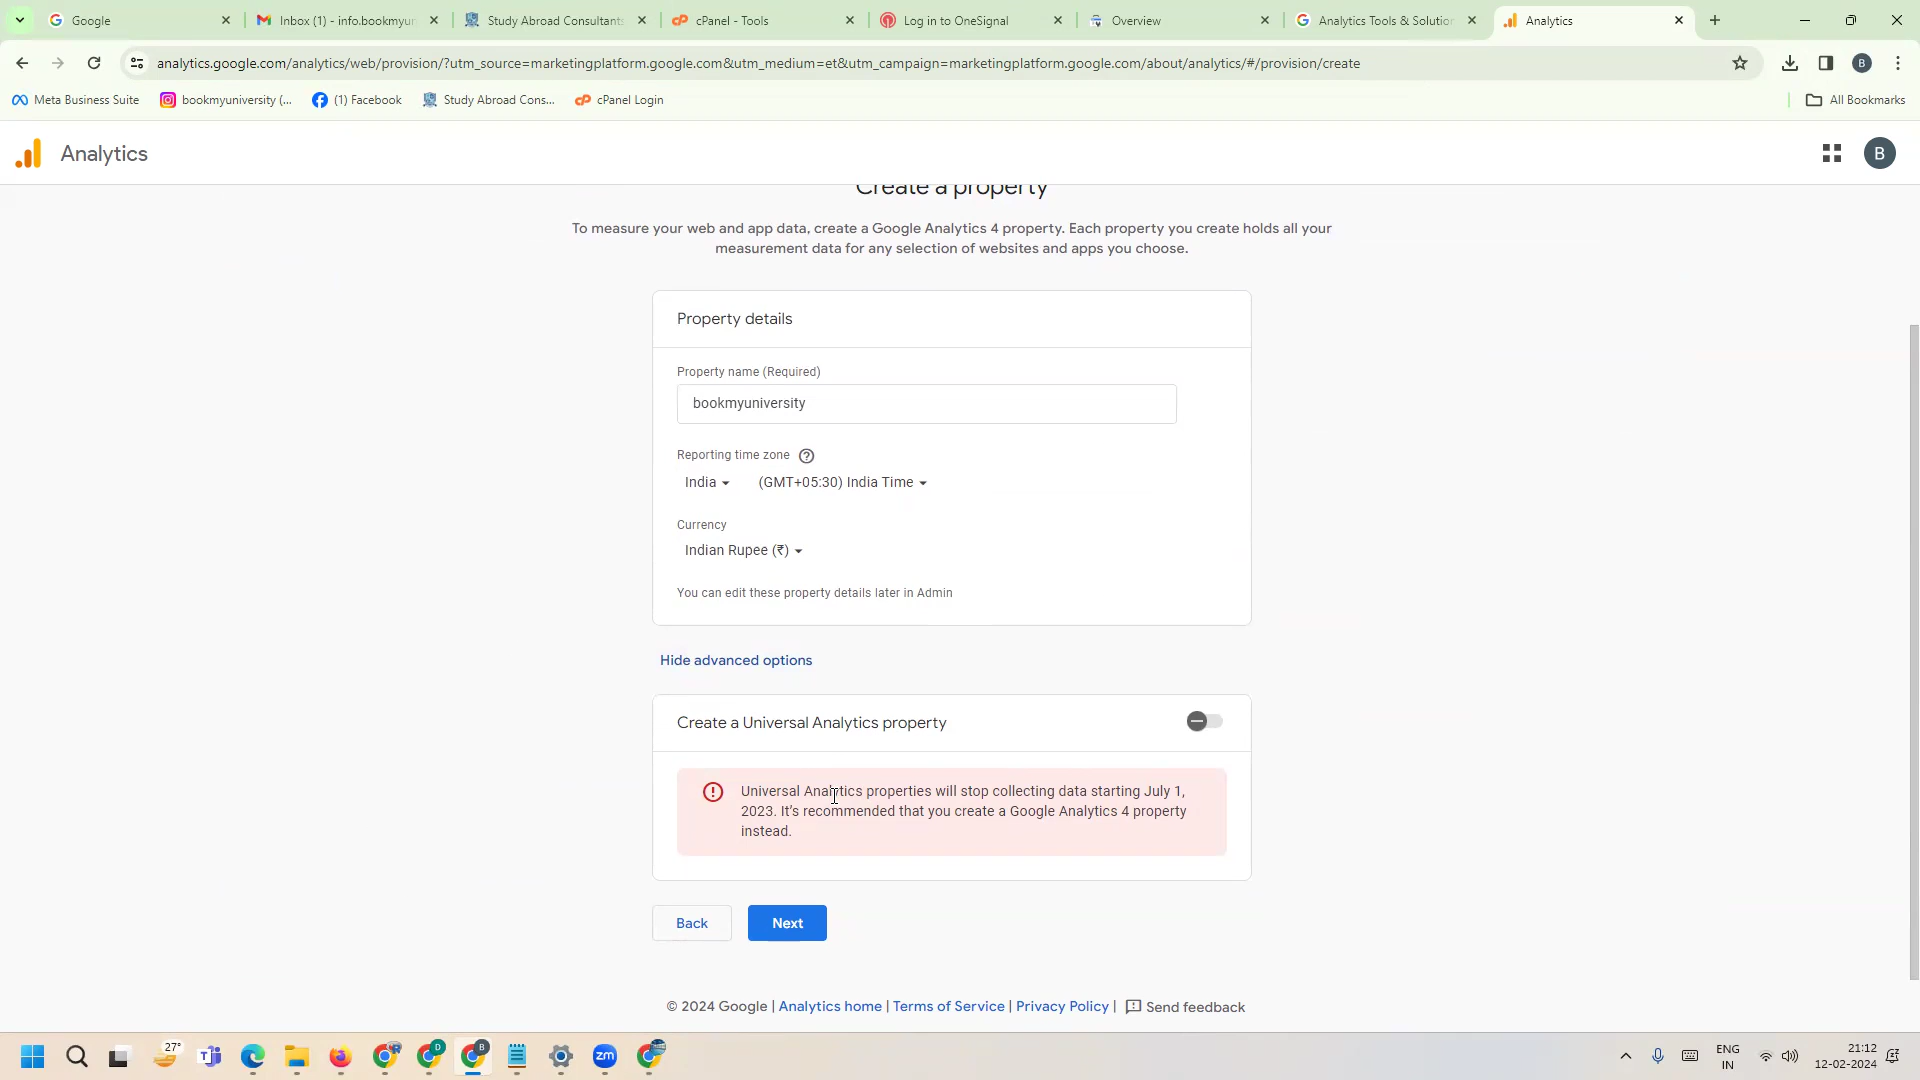 Google
Inbox (1) - info.bookmyun
Study Abroad Consultants
cPanel - Tools
Log in to OneSignal
Overview
Analytics Tools & Solution
Analytics
analytics.google.com/analytics/web/provision/?utm_source=marketingplatform.google.com&utm_medium=et&utm_campaign=marketingplatform.google.com/about/analytics/#/provision/create
B
Meta Business Suite
bookmyuniversity (...
(1) Facebook
Study Abroad Cons...
cPanel Login
All Bookmarks
Analytics
B
Create a property
To measure your web and app data, create a Google Analytics 4 property. Each property you create holds all your
measurement data for any selection of websites and apps you choose.
Property details
Property name (Required)
bookmyuniversity
Reporting time zone
India
(GMT+05:30) India Time
Currency
Indian Rupee (₹)
You can edit these property details later in Admin
Hide advanced options
Create a Universal Analytics property
Universal Analytics properties will stop collecting data starting July 1,
2023. It’s recommended that you create a Google Analytics 4 property
instead.
Back
Next
© 2024 Google | Analytics home | Terms of Service | Privacy Policy | Send feedback
27°
D
B
zm
ENG
IN
21:12
12-02-2024